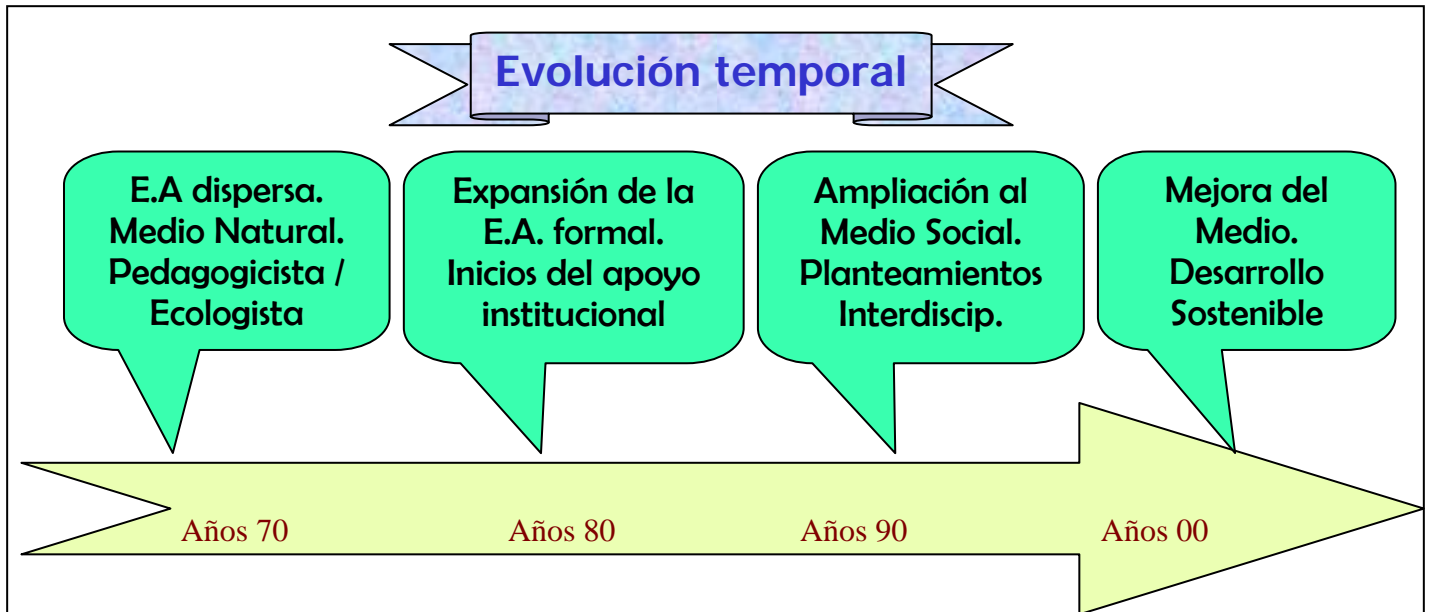 Evolución temporal
E.A dispersa.
Medio Natural.
Pedagogicista /
Ecologista
Expansión de la
E.A. formal.
Inicios del apoyo
institucional
Ampliación al
Medio Social.
Planteamientos
Interdiscip.
Mejora del
Medio.
Desarrollo
Sostenible
Años 70
Años 80
Años 90
Años 00